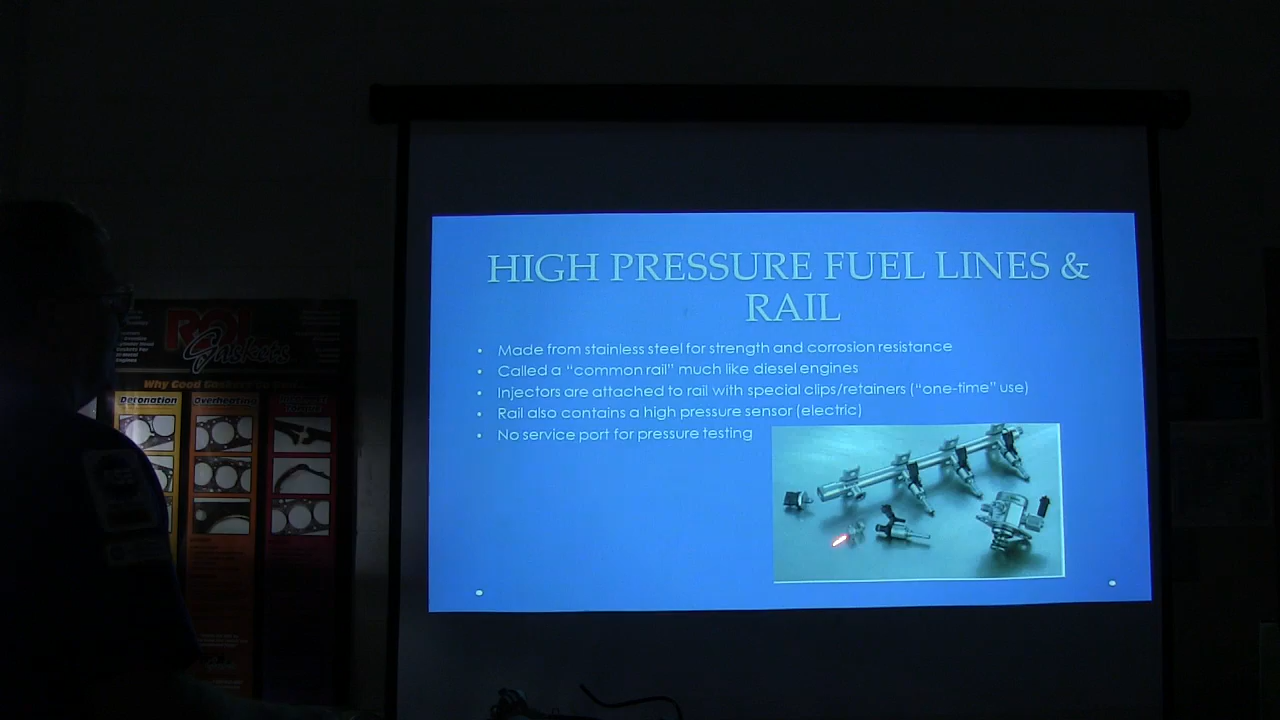 HIGH PRESSURE FUEL LINES &
RAIL
• Made from stainless steel for strength and corrosion resistance
• Called a “common rail” much like diesel engines
• Injectors are attached to rail with special clips/retainers (“one-time” use)
• Rail also contains a high pressure sensor (electric)
• No service port for pressure testing
ROL
Gaskets
Why Good Gaskets
Detonation
Overheating